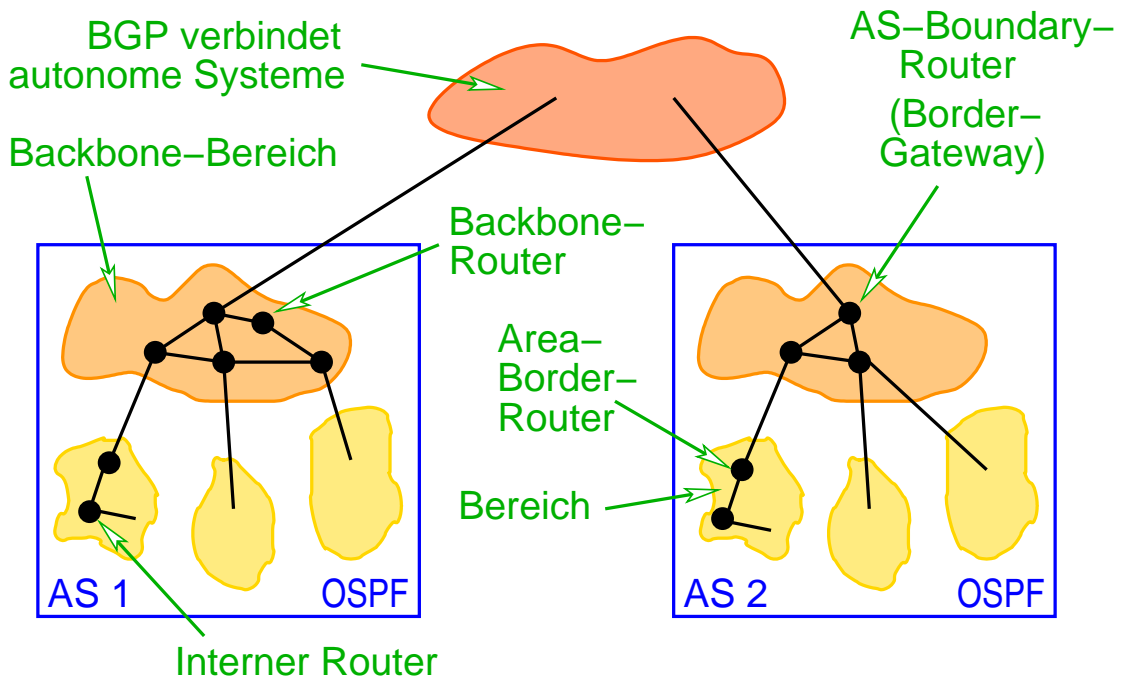 BGP verbindet
autonome Systeme
AS–Boundary–
Router
(Border–
Gateway)
Backbone–Bereich
Backbone–
Router
Area–
Border–
Router
Bereich
AS 1
OSPF
AS 2
OSPF
Interner Router